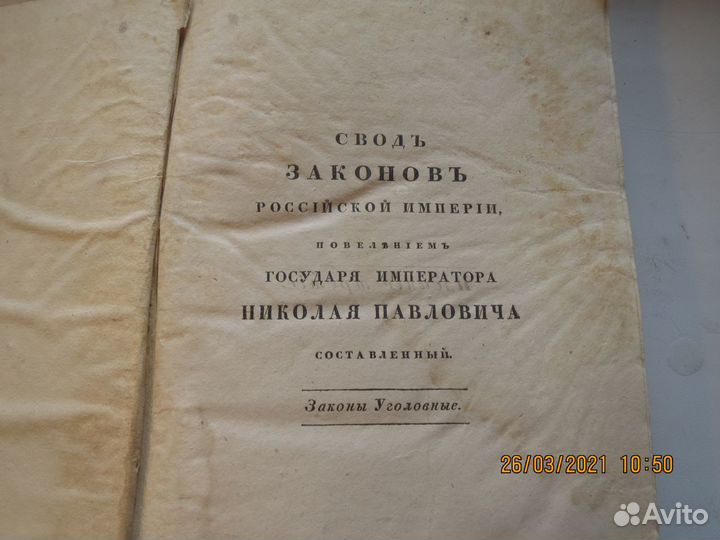 СВОДЪ
ЗАКОНОВЪ
РОССІЙСКОЙ ИМПЕРІИ,
ПОВЕЛѢНІЕМЪ
ГОСУДАРЯ ИМПЕРАТОРА
НИКОЛАЯ ПАВЛОВИЧА
СОСТАВЛЕННЫЙ.
Законы Уголовные.
26/03/2021 10:50
Avito